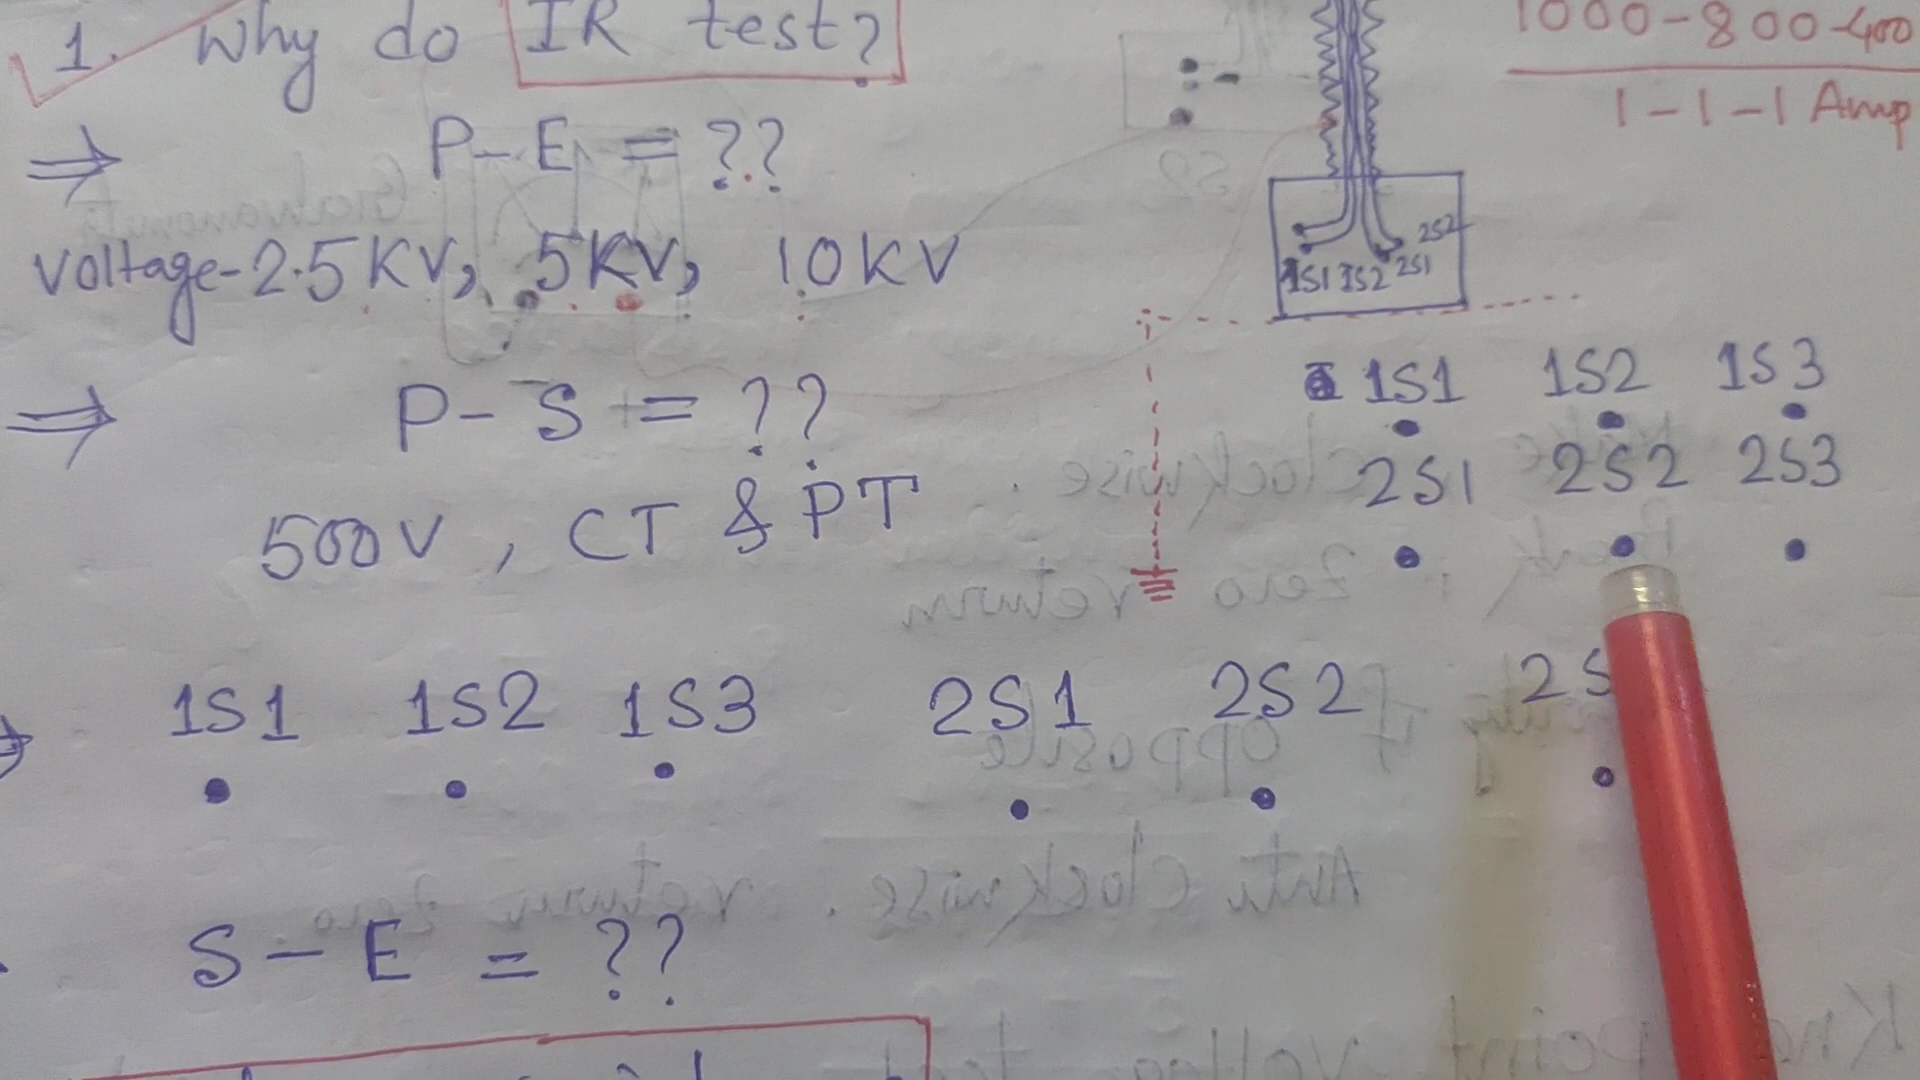 1. Why do IR test?
1000-800-400
1-1-1 Amp
⇒ P-E = ??
Voltage-2.5KV, 5KV, 10KV
2S2
1S1 1S2 2S1
⇒ P-S = ??
1S1 1S2 1S3
500V, CT & PT
2S1 2S2 2S3
1S1 1S2 1S3 2S1 2S2 2S
S-E = ??